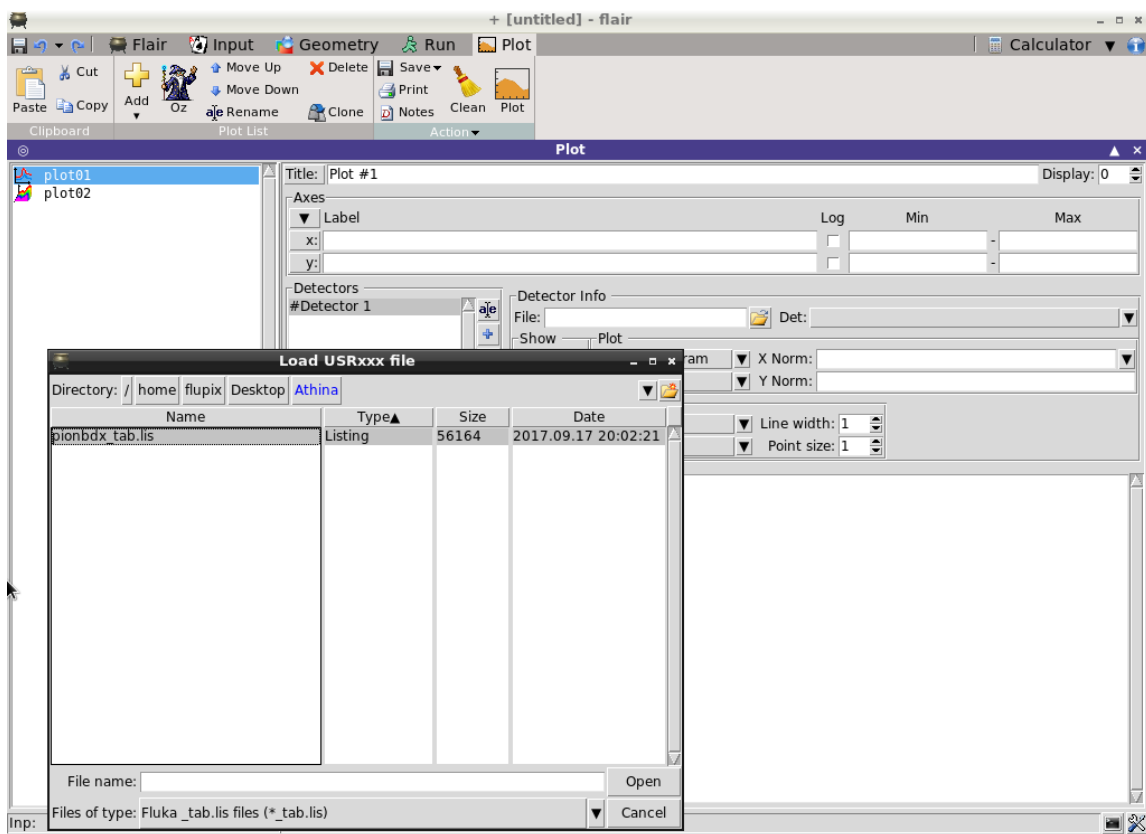 + [untitled] - flair
Flair Input Geometry Run Plot Calculator
Cut Move Up Delete Save
Move Down Print
Paste Copy Add Oz Rename Clone Notes Clean Plot
Clipboard Plot List Action
Plot
plot01 Title: Plot #1 Display: 0
plot02 Axes
Label Log Min Max
x: -
y: -
Detectors Detector Info
#Detector 1 File: Det:
Show Plot
Load USRxxx file ram X Norm:
Directory: / home flupix Desktop Athina Y Norm:
Name Type Size Date
pionbdx_tab.lis Listing 56164 2017.09.17 20:02:21
Line width: 1
Point size: 1
File name: Open
Files of type: Fluka _tab.lis files (*_tab.lis) Cancel
Inp: